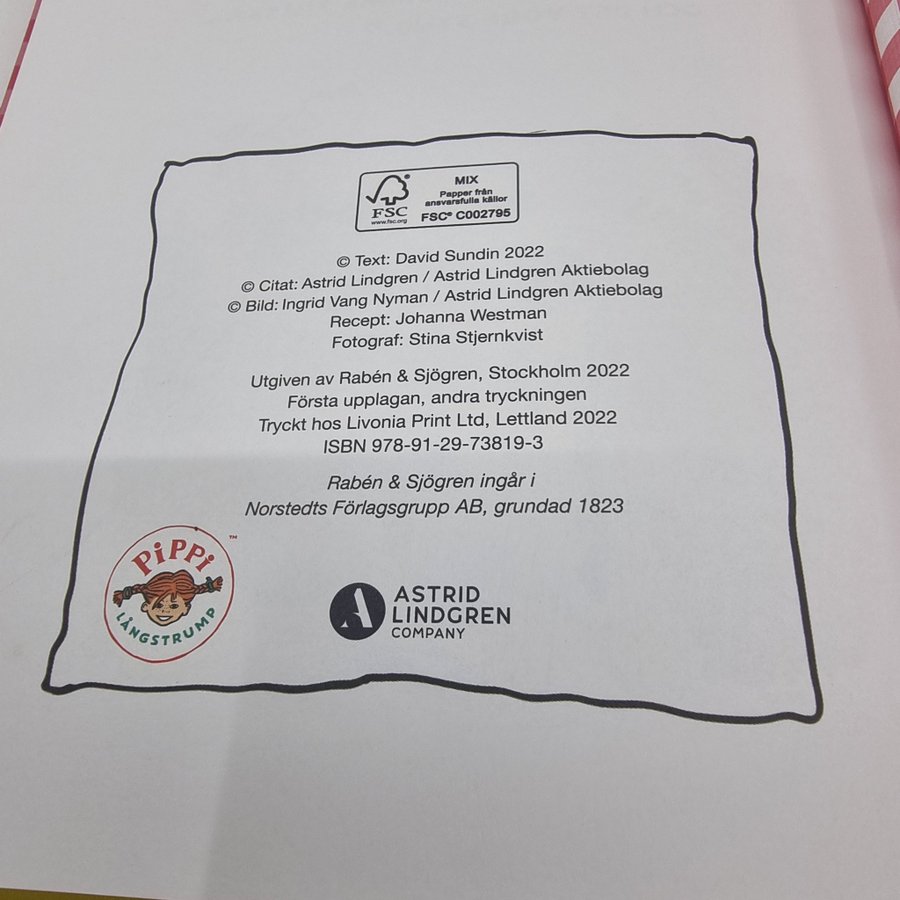 MIX
Papper från
ansvarsfulla källor
FSC® C002795
FSC
www.fsc.org
© Text: David Sundin 2022
© Citat: Astrid Lindgren / Astrid Lindgren Aktiebolag
© Bild: Ingrid Vang Nyman / Astrid Lindgren Aktiebolag
Recept: Johanna Westman
Fotograf: Stina Stjernkvist
Utgiven av Rabén & Sjögren, Stockholm 2022
Första upplagan, andra tryckningen
Tryckt hos Livonia Print Ltd, Lettland 2022
ISBN 978-91-29-73819-3
Rabén & Sjögren ingår i
Norstedts Förlagsgrupp AB, grundad 1823
PiPPi
LÅNGSTRUMP
™
ASTRID
LINDGREN
COMPANY